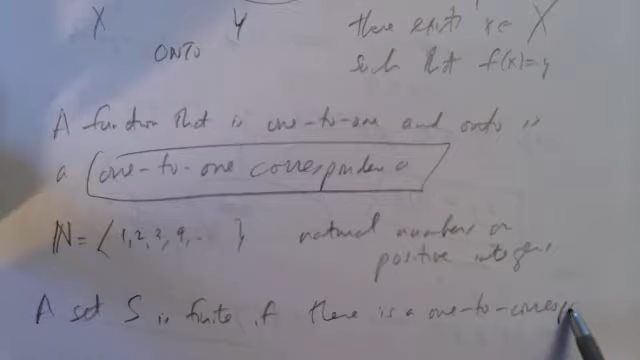 X Y there exists x ∈ X
ONTO such that f(x)=y
A function that is one-to-one and onto is
a one-to-one correspondence
N = { 1, 2, 3, 4, ... } natural numbers or
positive integers
A set S is finite if there is a one-to-corresp